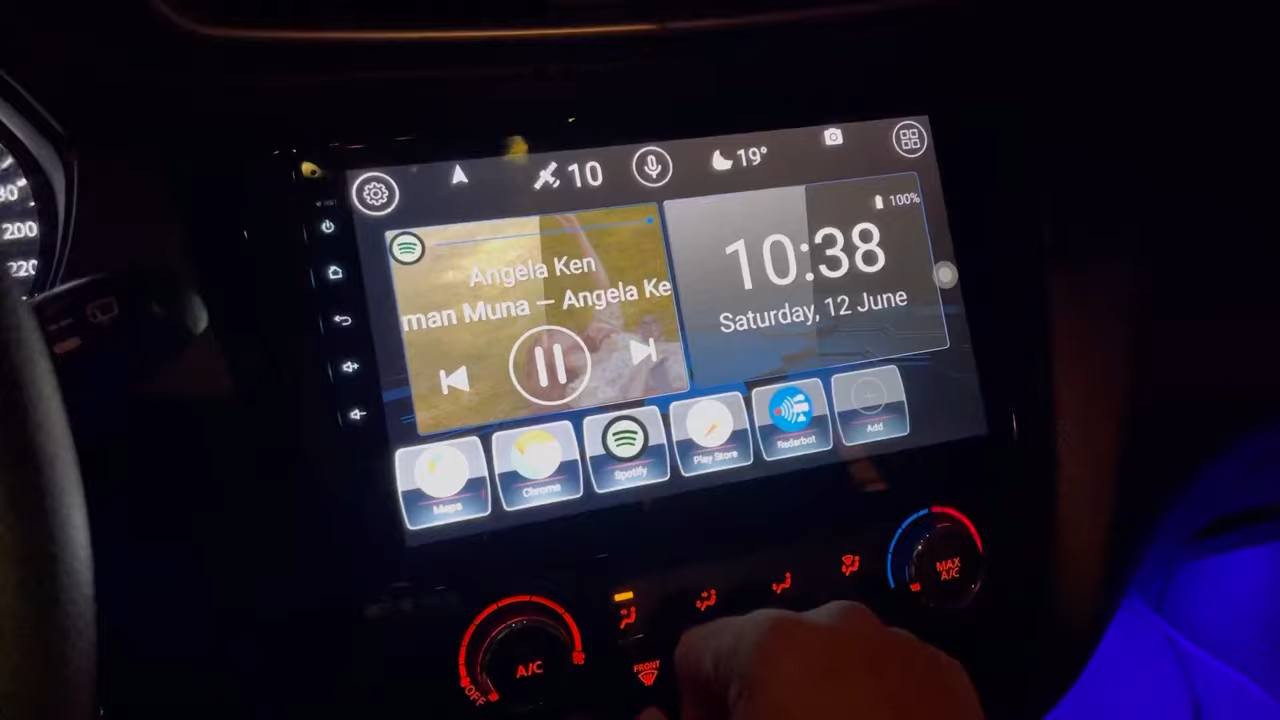 10
19°
100%
Angela Ken
man Muna – Angela Ke
10:38
Saturday, 12 June
Maps
Chrome
Spotify
Play Store
Radarbot
Add
200
220
MAX
A/C
A/C
OFF
FRONT